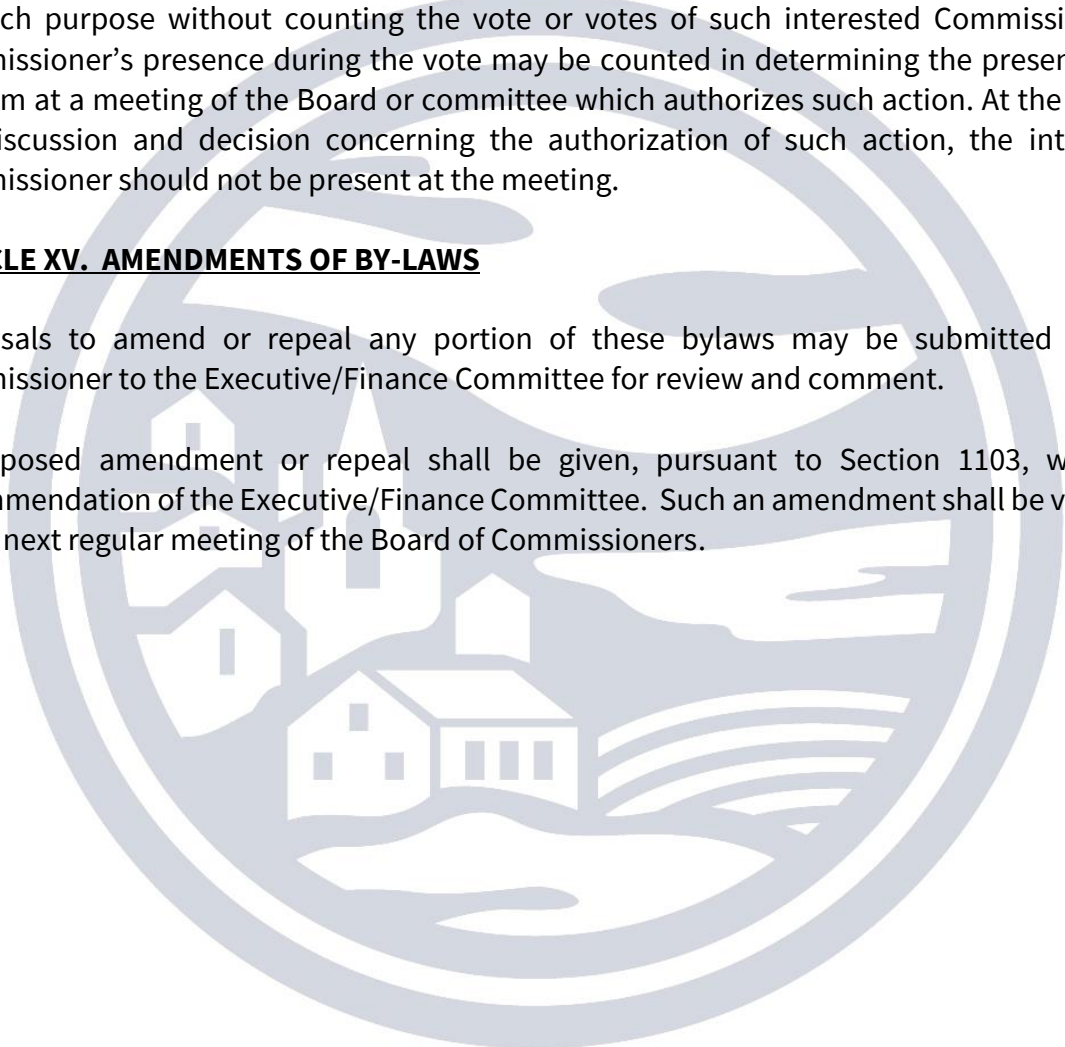 ch purpose without counting the vote or votes of such interested Commissi
issioner’s presence during the vote may be counted in determining the presen
m at a meeting of the Board or committee which authorizes such action. At the
iscussion and decision concerning the authorization of such action, the int
issioner should not be present at the meeting.
CLE XV. AMENDMENTS OF BY-LAWS
sals to amend or repeal any portion of these bylaws may be submitted
issioner to the Executive/Finance Committee for review and comment.
posed amendment or repeal shall be given, pursuant to Section 1103, w
mendation of the Executive/Finance Committee. Such an amendment shall be v
next regular meeting of the Board of Commissioners.